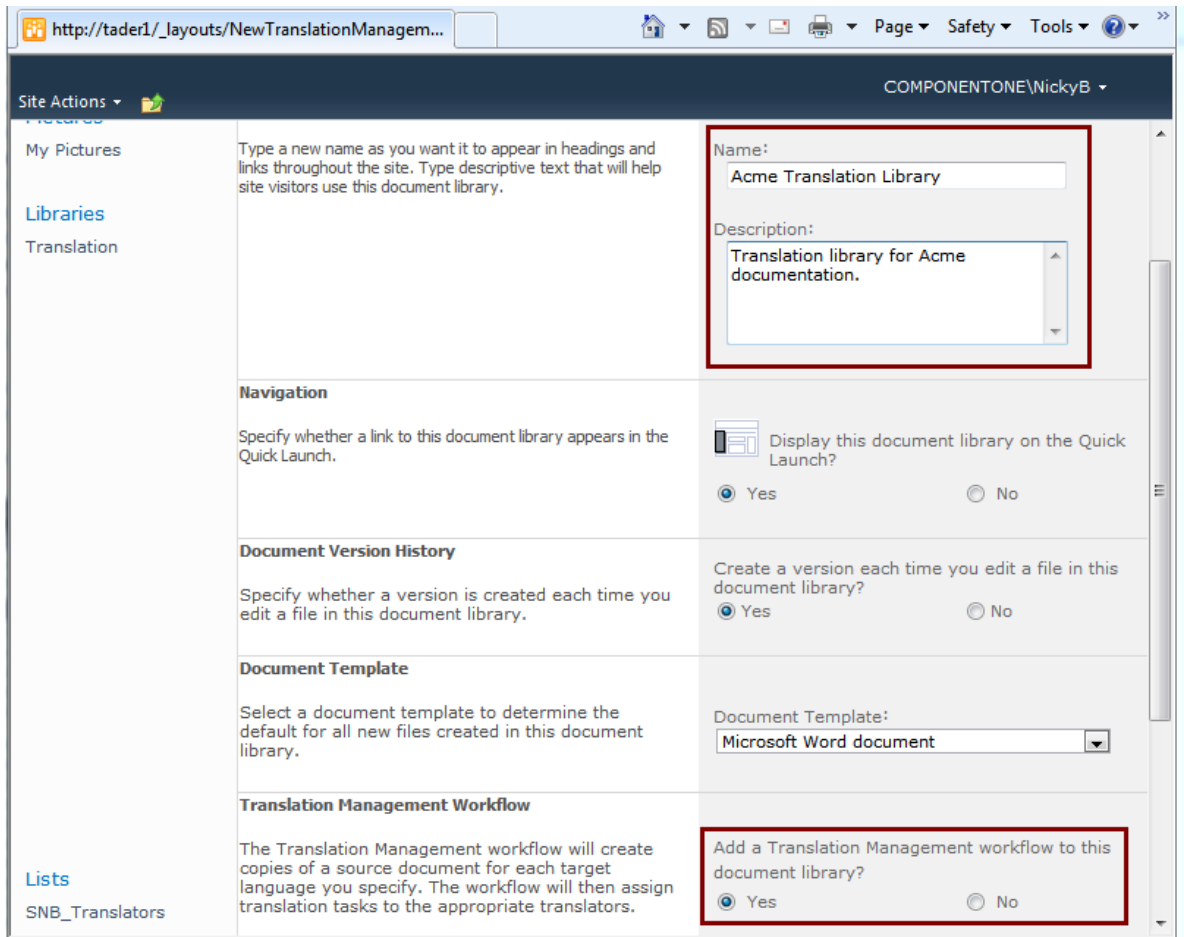 http://tader1/_layouts/NewTranslationManagem...
Page
Safety
Tools
Site Actions
COMPONENTONE\NickyB
Pictures
My Pictures
Libraries
Translation
Lists
SNB_Translators
Type a new name as you want it to appear in headings and
links throughout the site. Type descriptive text that will help
site visitors use this document library.
Name:
Acme Translation Library
Description:
Translation library for Acme
documentation.
Navigation
Specify whether a link to this document library appears in the
Quick Launch.
Display this document library on the Quick
Launch?
Yes
No
Document Version History
Specify whether a version is created each time you
edit a file in this document library.
Create a version each time you edit a file in this
document library?
Yes
No
Document Template
Select a document template to determine the
default for all new files created in this document
library.
Document Template:
Microsoft Word document
Translation Management Workflow
The Translation Management workflow will create
copies of a source document for each target
language you specify. The workflow will then assign
translation tasks to the appropriate translators.
Add a Translation Management workflow to this
document library?
Yes
No